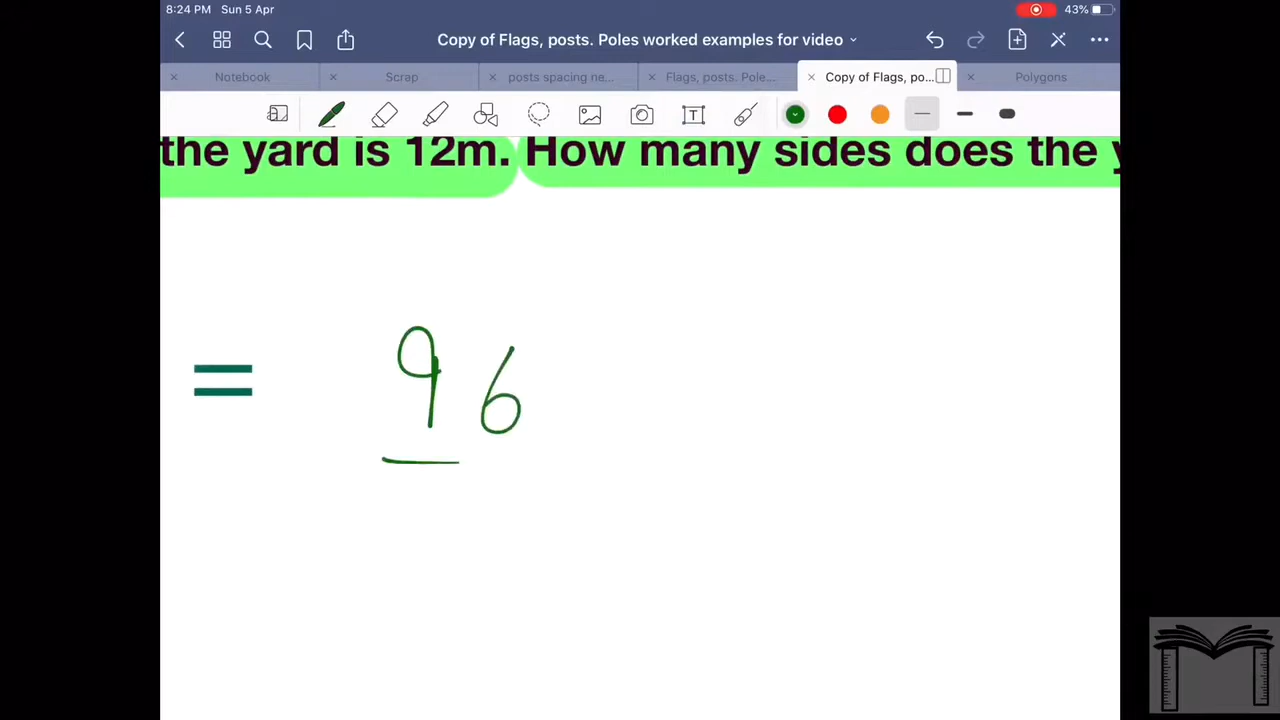 8:24 PM Sun 5 Apr 43%
Copy of Flags, posts. Poles worked examples for video
Notebook Scrap posts spacing ne... Flags, posts. Pole... Copy of Flags, po... Polygons
T
the yard is 12m. How many sides does the
= 96